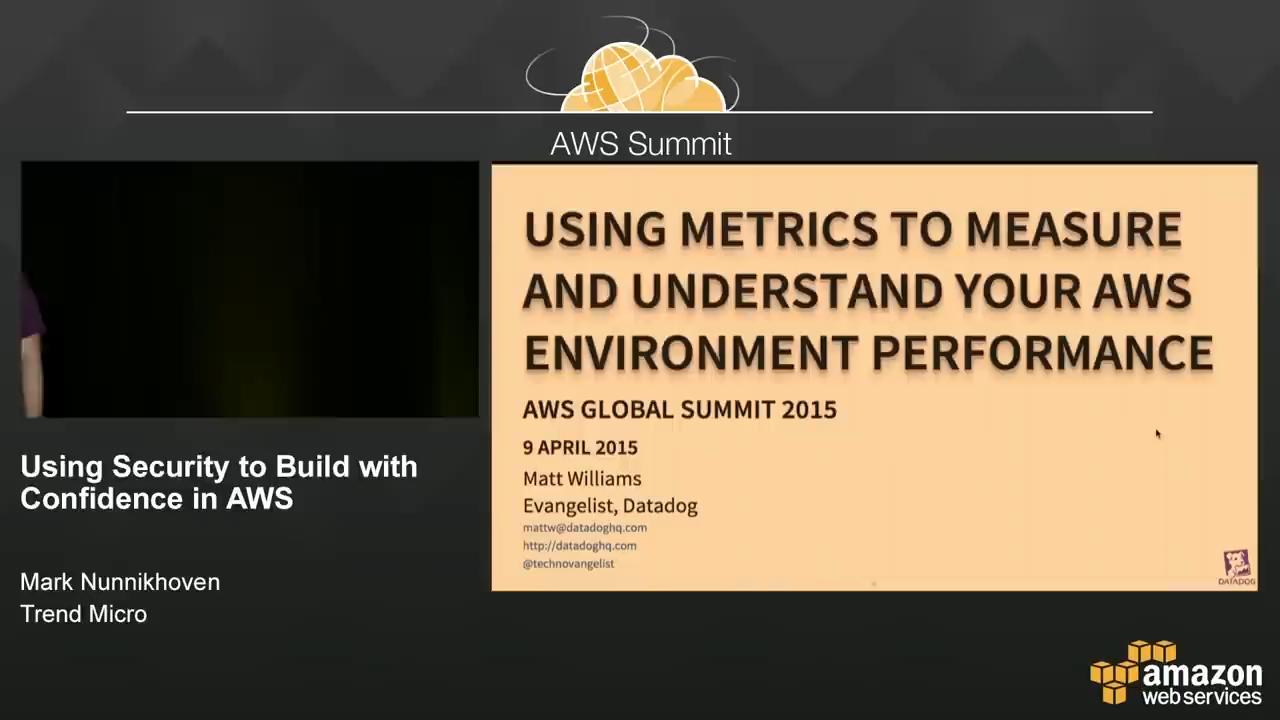 AWS Summit
USING METRICS TO MEASURE
AND UNDERSTAND YOUR AWS
ENVIRONMENT PERFORMANCE
AWS GLOBAL SUMMIT 2015
9 APRIL 2015
Matt Williams
Evangelist, Datadog
mattw@datadoghq.com
http://datadoghq.com
@technovangelist
DATADOG
Using Security to Build with
Confidence in AWS
Mark Nunnikhoven
Trend Micro
amazon
web services